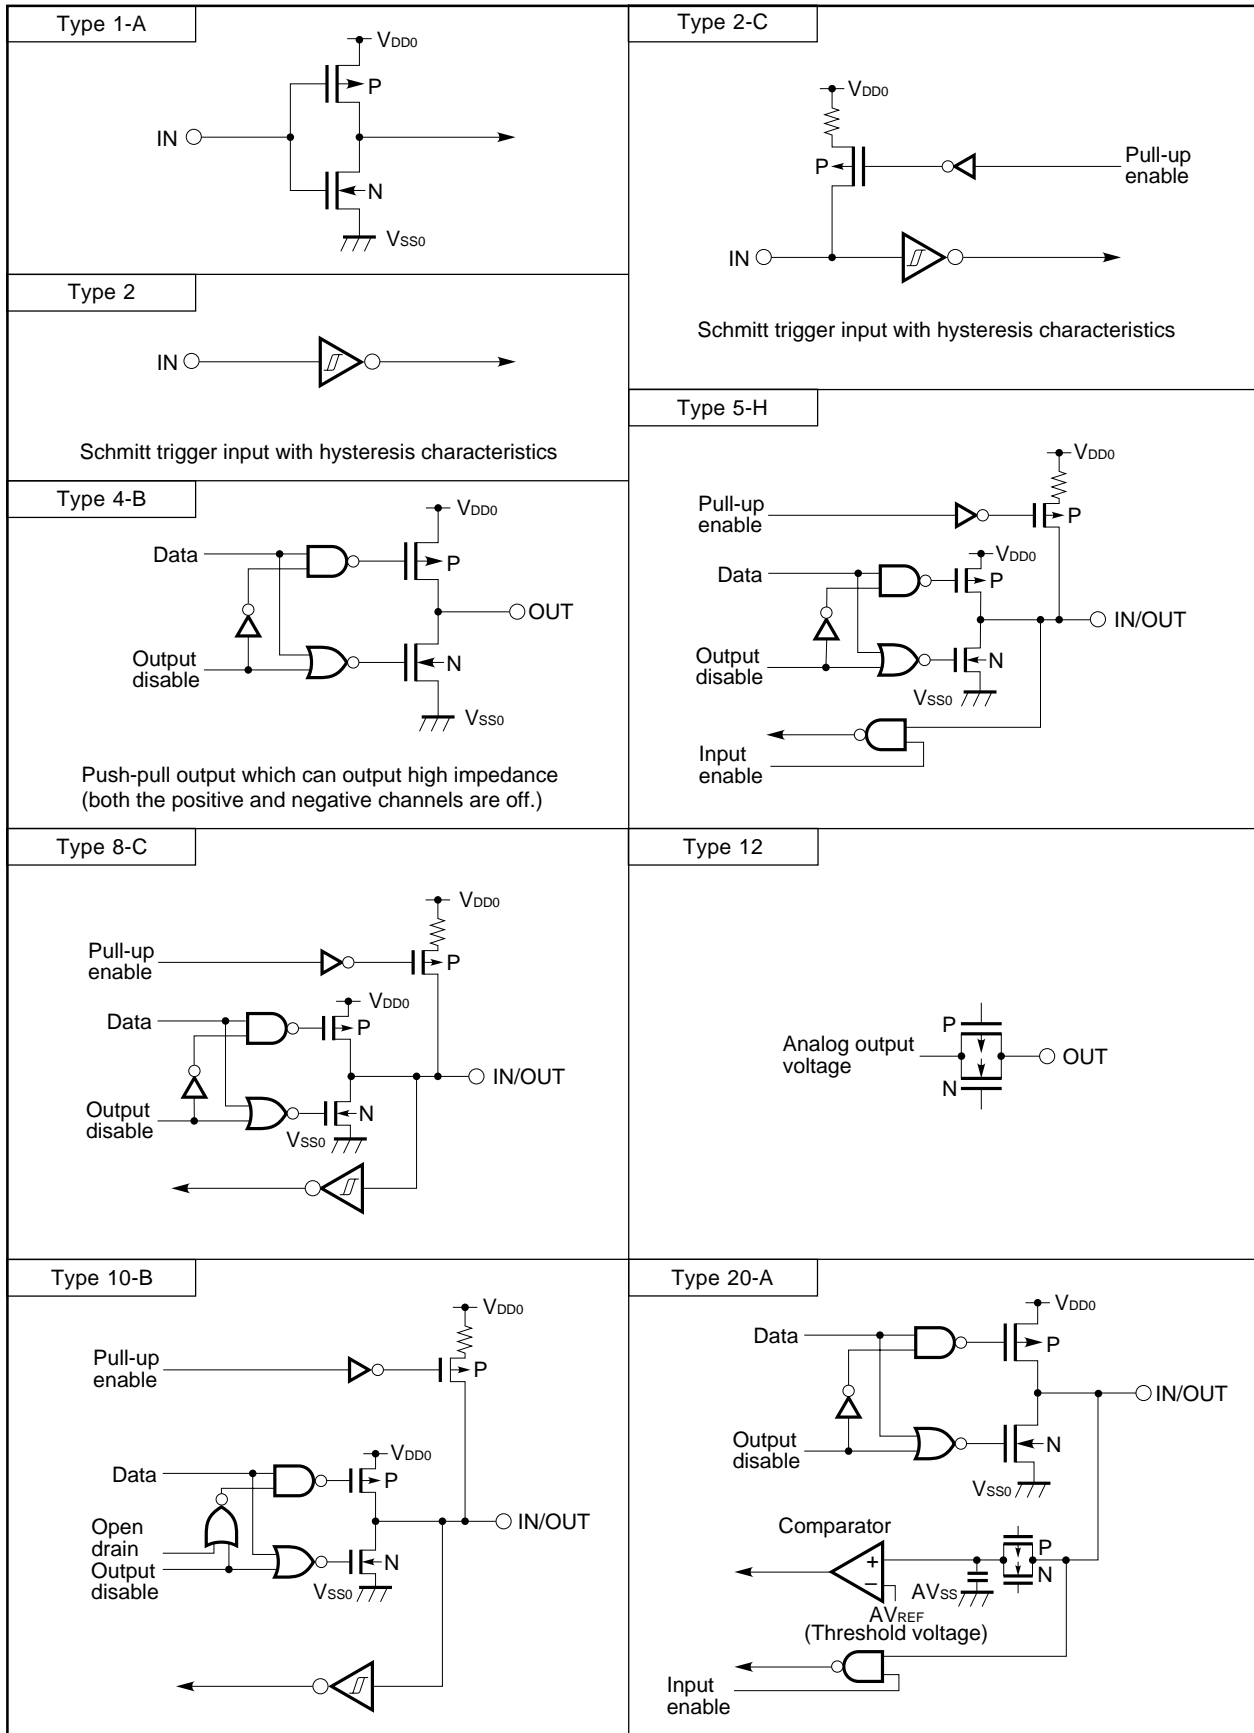 Type 1-A
VDD0
P
IN
N
VSS0
Type 2-C
VDD0
P
Pull-up
enable
IN
Schmitt trigger input with hysteresis characteristics
Type 2
IN
Schmitt trigger input with hysteresis characteristics
Type 4-B
VDD0
Data
P
OUT
Output
disable
N
VSS0
Push-pull output which can output high impedance
(both the positive and negative channels are off.)
Type 5-H
VDD0
Pull-up
enable
P
VDD0
Data
P
IN/OUT
Output
disable
N
VSS0
Input
enable
Type 8-C
VDD0
Pull-up
enable
P
VDD0
Data
P
IN/OUT
Output
disable
N
VSS0
Type 12
P
Analog output
voltage
OUT
N
Type 10-B
VDD0
Pull-up
enable
P
VDD0
Data
P
IN/OUT
Open
drain
Output
disable
N
VSS0
Type 20-A
VDD0
Data
P
IN/OUT
Output
disable
N
VSS0
Comparator
P
N
+
−
AVSS
AVREF
(Threshold voltage)
Input
enable